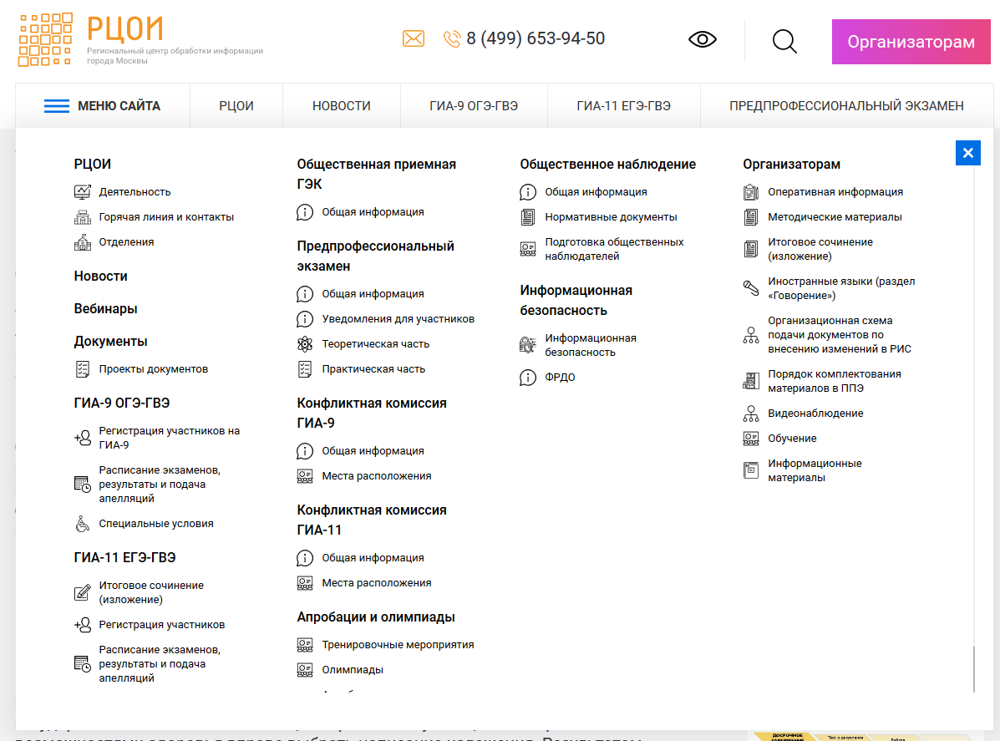 РЦОИ
Региональный центр обработки информации
города Москвы
8 (499) 653-94-50
Организаторам
МЕНЮ САЙТА
РЦОИ
НОВОСТИ
ГИА-9 ОГЭ-ГВЭ
ГИА-11 ЕГЭ-ГВЭ
ПРЕДПРОФЕССИОНАЛЬНЫЙ ЭКЗАМЕН
РЦОИ
Деятельность
Горячая линия и контакты
Отделения
Новости
Вебинары
Документы
Проекты документов
ГИА-9 ОГЭ-ГВЭ
Регистрация участников на
ГИА-9
Расписание экзаменов,
результаты и подача
апелляций
Специальные условия
ГИА-11 ЕГЭ-ГВЭ
Итоговое сочинение
(изложение)
Регистрация участников
Расписание экзаменов,
результаты и подача
апелляций
Общественная приемная
ГЭК
Общая информация
Предпрофессиональный
экзамен
Общая информация
Уведомления для участников
Теоретическая часть
Практическая часть
Конфликтная комиссия
ГИА-9
Общая информация
Места расположения
Конфликтная комиссия
ГИА-11
Общая информация
Места расположения
Апробации и олимпиады
Тренировочные мероприятия
Олимпиады
Общественное наблюдение
Общая информация
Нормативные документы
Подготовка общественных
наблюдателей
Информационная
безопасность
Информационная
безопасность
ФРДО
Организаторам
Оперативная информация
Методические материалы
Итоговое сочинение
(изложение)
Иностранные языки (раздел
«Говорение»)
Организационная схема
подачи документов по
внесению изменений в РИС
Порядок комплектования
материалов в ППЭ
Видеонаблюдение
Обучение
Информационные
материалы